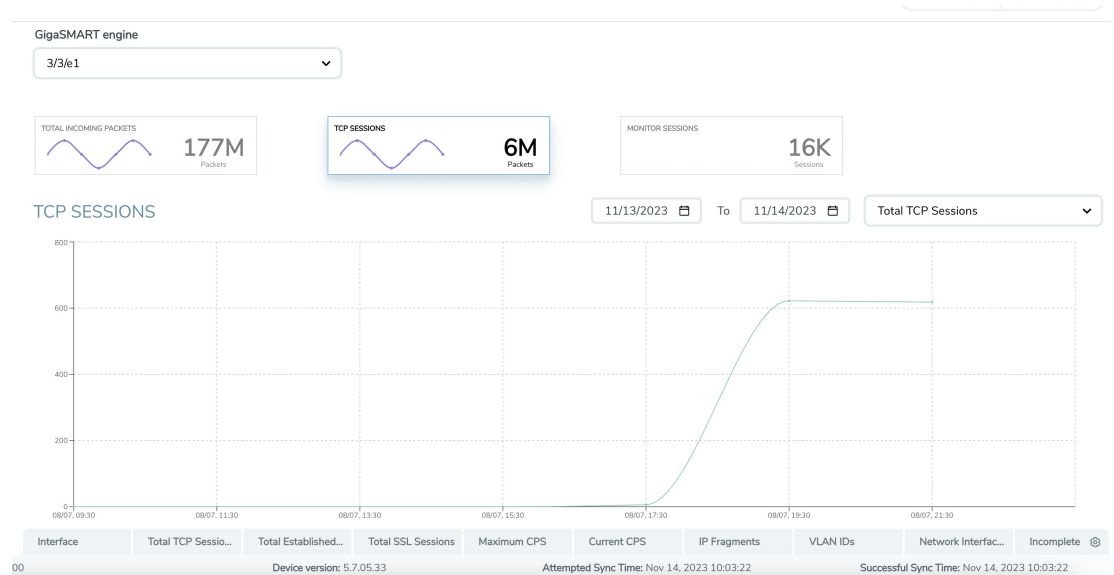 GigaSMART engine
3/3/e1
TOTAL INCOMING PACKETS
177M
Packets
TCP SESSIONS
6M
Packets
MONITOR SESSIONS
16K
Sessions
TCP SESSIONS
11/13/2023 To 11/14/2023 Total TCP Sessions
800
600
400
200
0
08/07, 09:30 08/07, 11:30 08/07, 13:30 08/07, 15:30 08/07, 17:30 08/07, 19:30 08/07, 21:30
Interface Total TCP Sessio... Total Established... Total SSL Sessions Maximum CPS Current CPS IP Fragments VLAN IDs Network Interfac... Incomplete
00 Device version: 5.7.05.33 Attempted Sync Time: Nov 14, 2023 10:03:22 Successful Sync Time: Nov 14, 2023 10:03:22